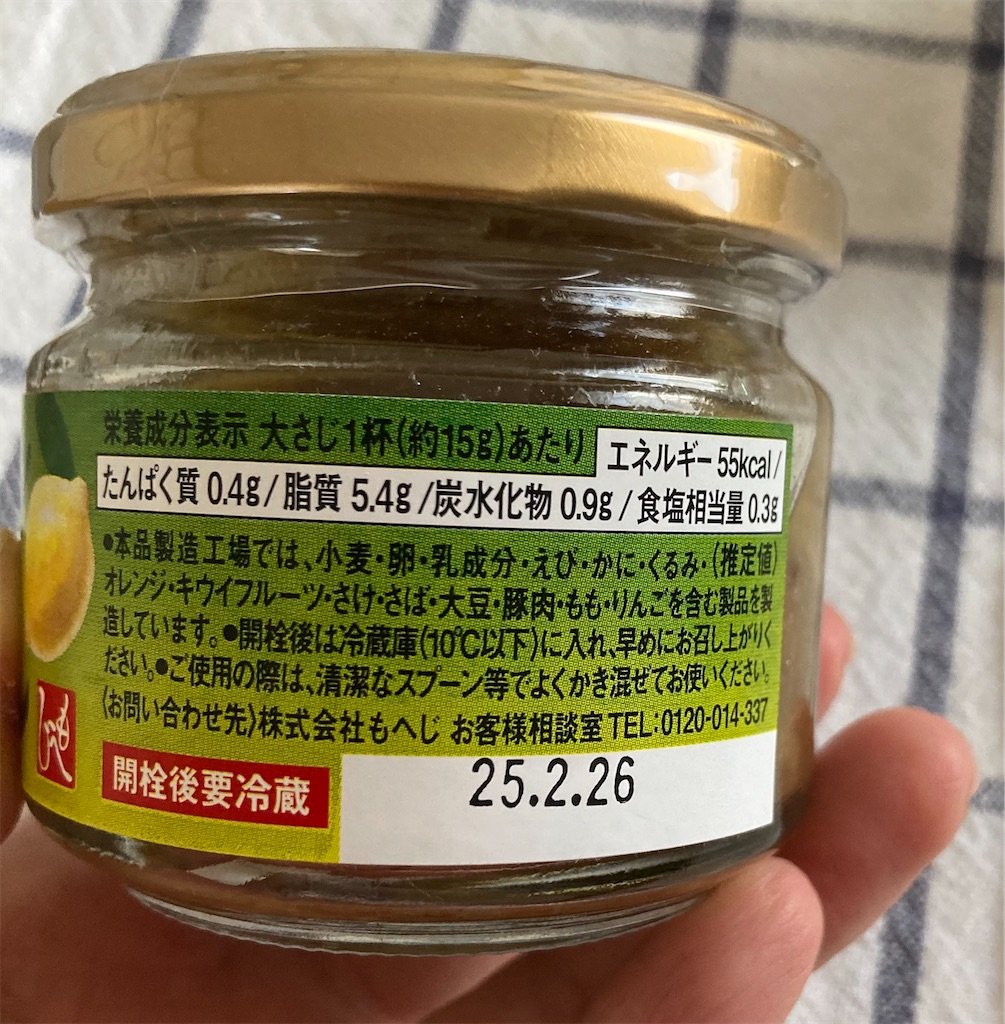 栄養成分表示 大さじ1杯(約15g)あたり エネルギー 55kcal/
たんぱく質 0.4g/脂質 5.4g/炭水化物 0.9g/食塩相当量 0.3g
●本品製造工場では、小麦・卵・乳成分・えび・かに・くるみ・(推定値)
オレンジ・キウイフルーツ・さけ・さば・大豆・豚肉・もも・りんごを含む製品を製
造しています。●開栓後は冷蔵庫(10℃以下)に入れ、早めにお召し上がりく
ださい。●ご使用の際は、清潔なスプーン等でよくかき混ぜてお使いください。
〈お問い合わせ先〉株式会社もへじ お客様相談室 TEL:0120-014-337
もへじ
開栓後要冷蔵
25.2.26